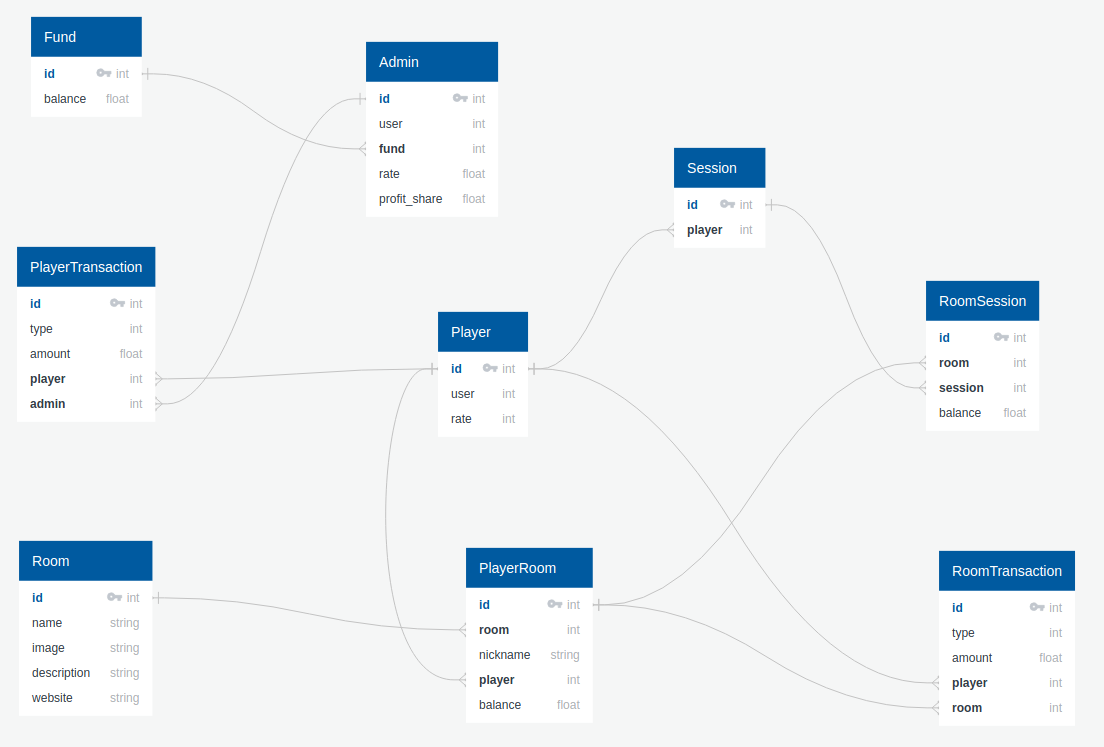 Fund
id int
balance float
Admin
id int
user int
fund int
rate float
profit_share float
Session
id int
player int
PlayerTransaction
id int
type int
amount float
player int
admin int
Player
id int
user int
rate int
RoomSession
id int
room int
session int
balance float
Room
id int
name string
image string
description string
website string
PlayerRoom
id int
room int
nickname string
player int
balance float
RoomTransaction
id int
type int
amount float
player int
room int